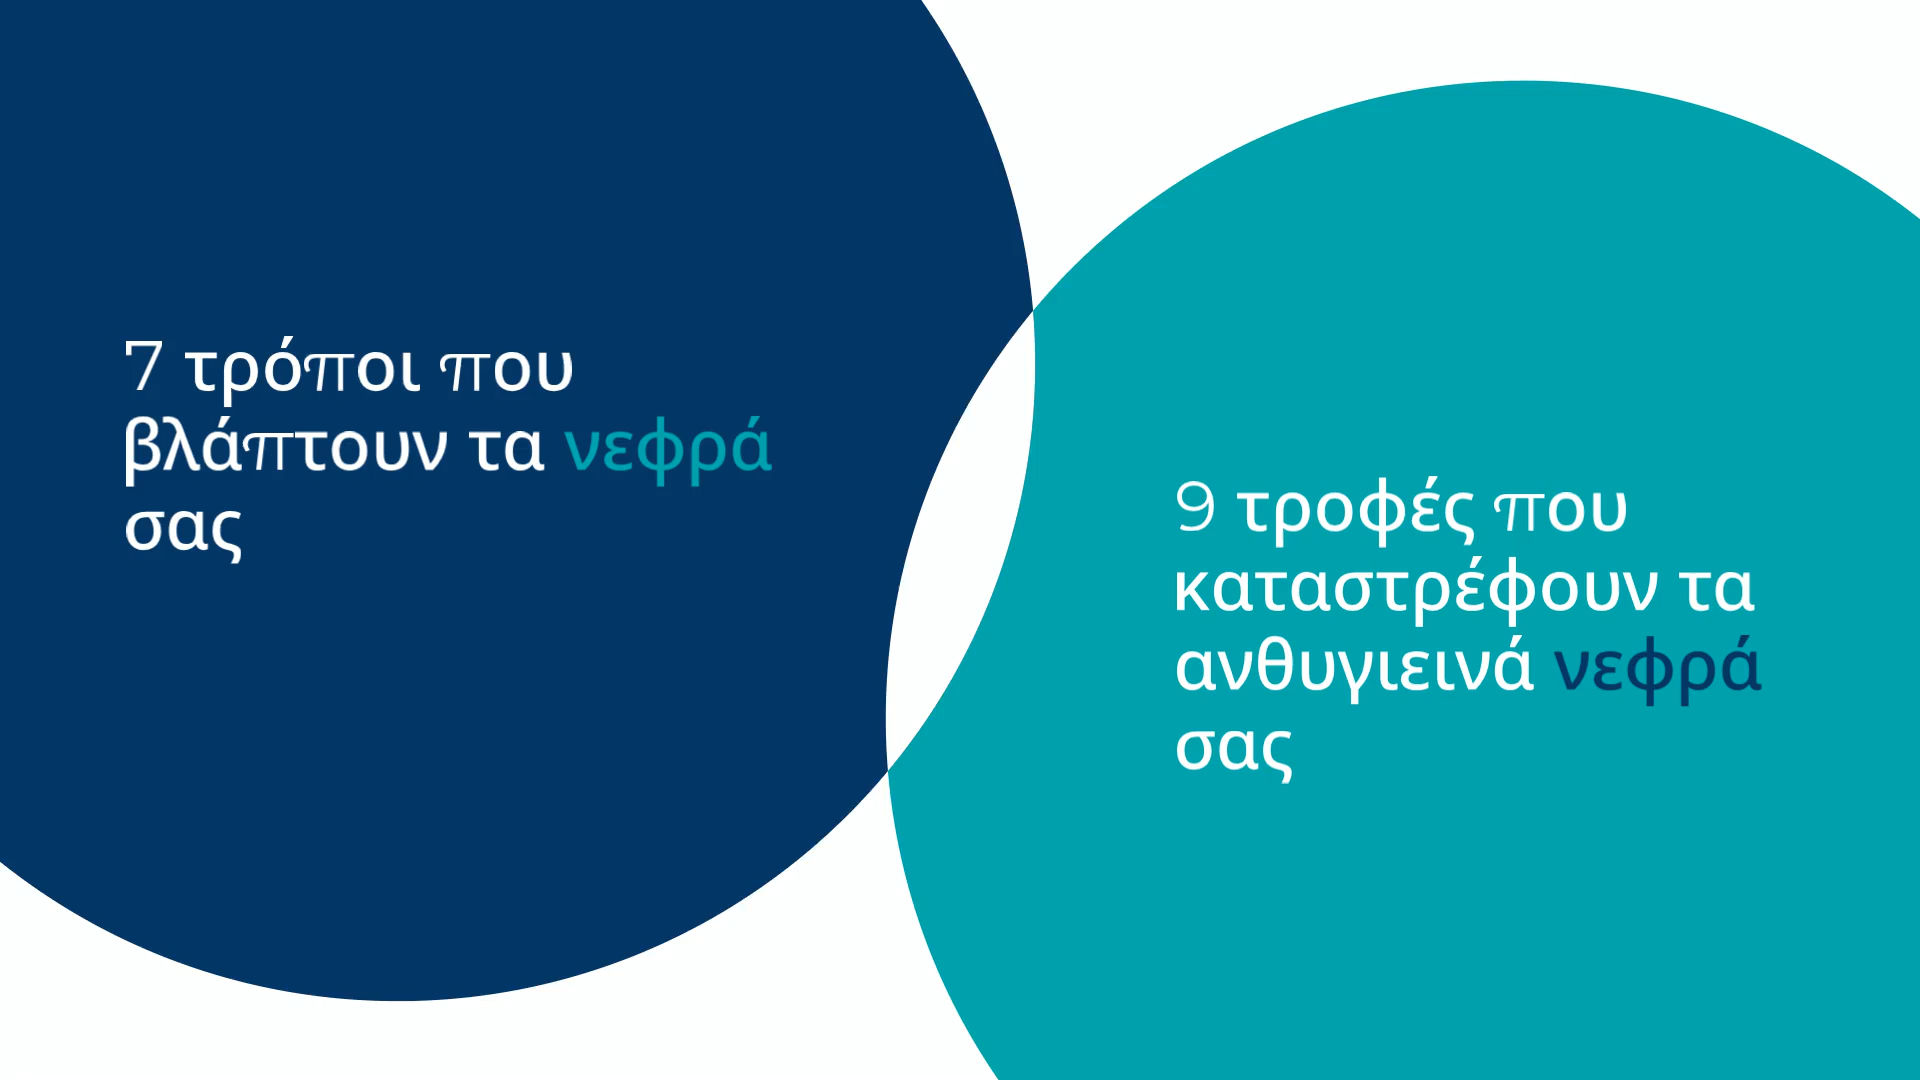 7 τρόποι που
βλάπτουν τα νεφρά
σας
9 τροφές που
καταστρέφουν τα
ανθυγιεινά νεφρά
σας